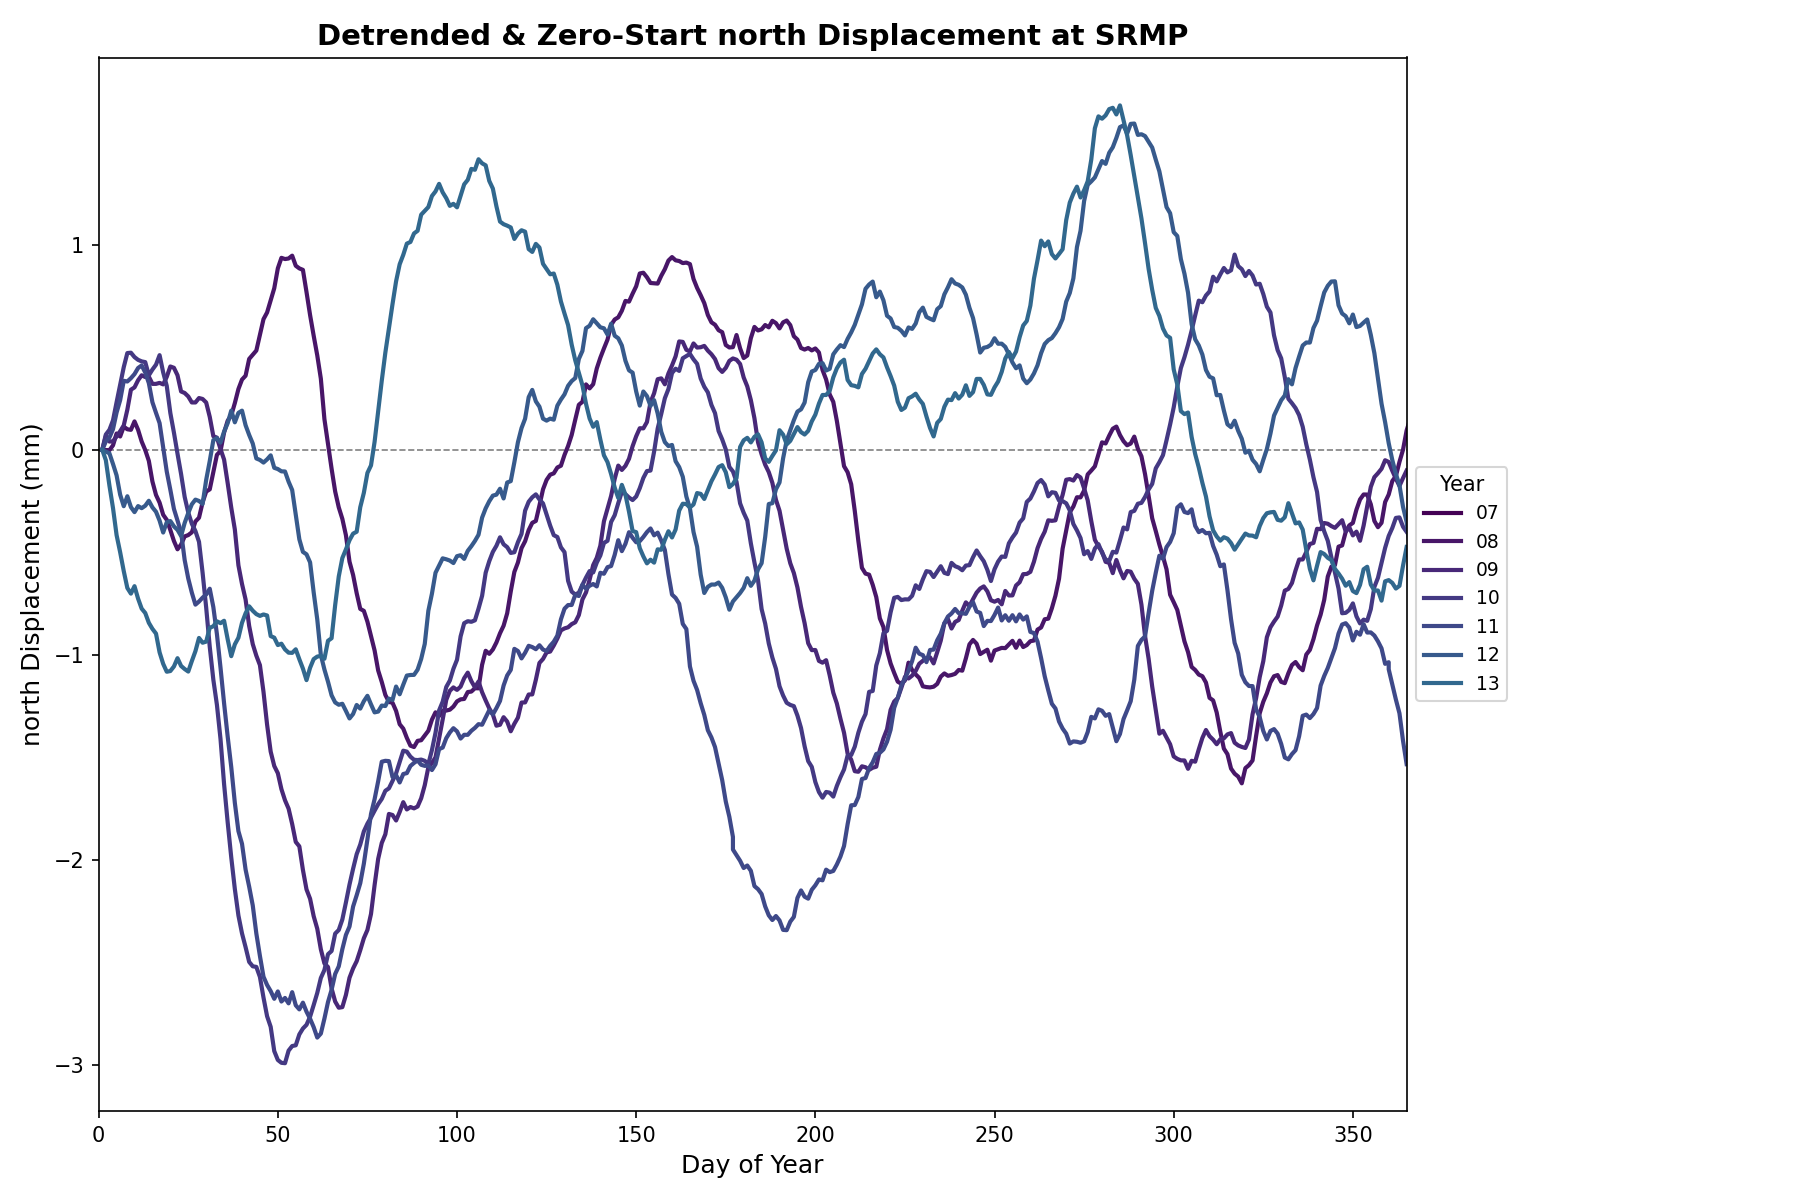 Detrended & Zero-Start north Displacement at SRMP
north Displacement (mm)
1
0
−1
−2
−3
0 50 100 150 200 250 300 350
Day of Year
Year
07
08
09
10
11
12
13